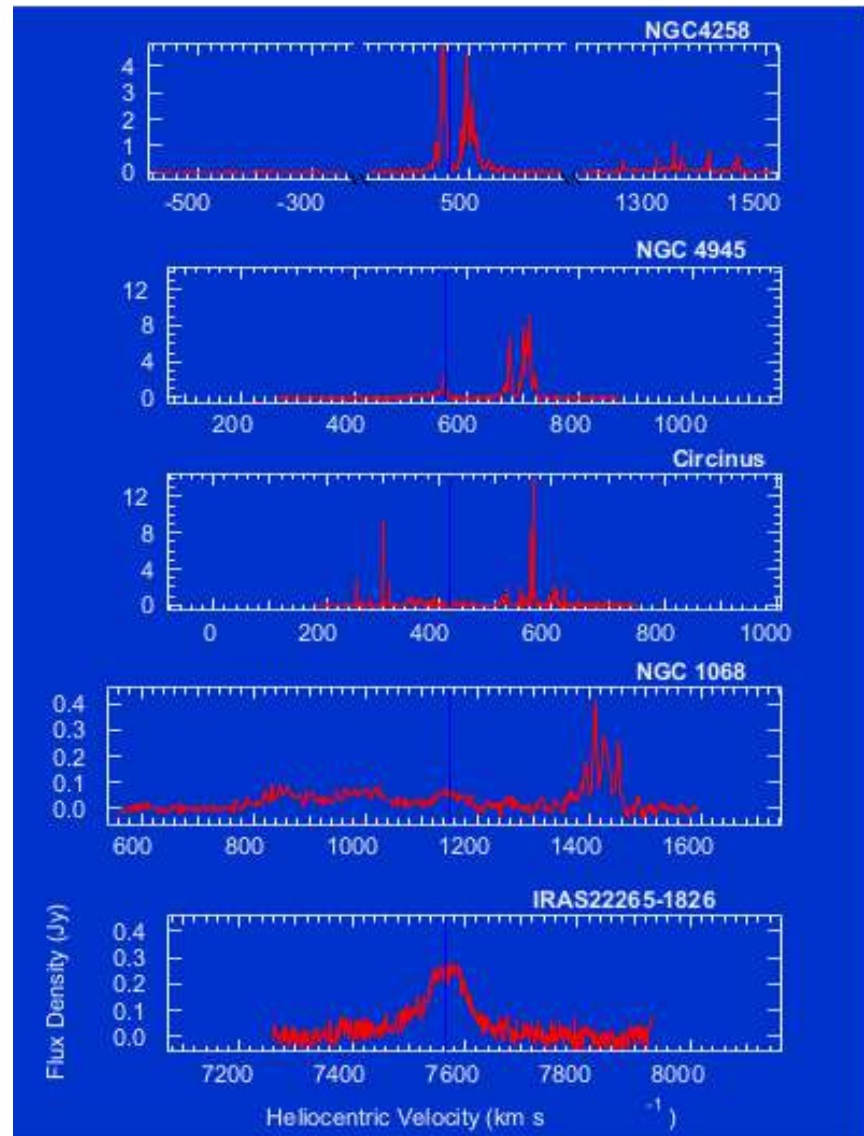 NGC4258
4
3
2
1
0
-500 -300 500 1300 1500
NGC 4945
12
8
4
0
200 400 600 800 1000
Circinus
12
8
4
0
0 200 400 600 800 1000
NGC 1068
0.4
0.3
0.2
0.1
0.0
600 800 1000 1200 1400 1600
IRAS22265-1826
0.4
0.3
0.2
0.1
0.0
7200 7400 7600 7800 8000
Flux Density (Jy)
Heliocentric Velocity (km s -1 )